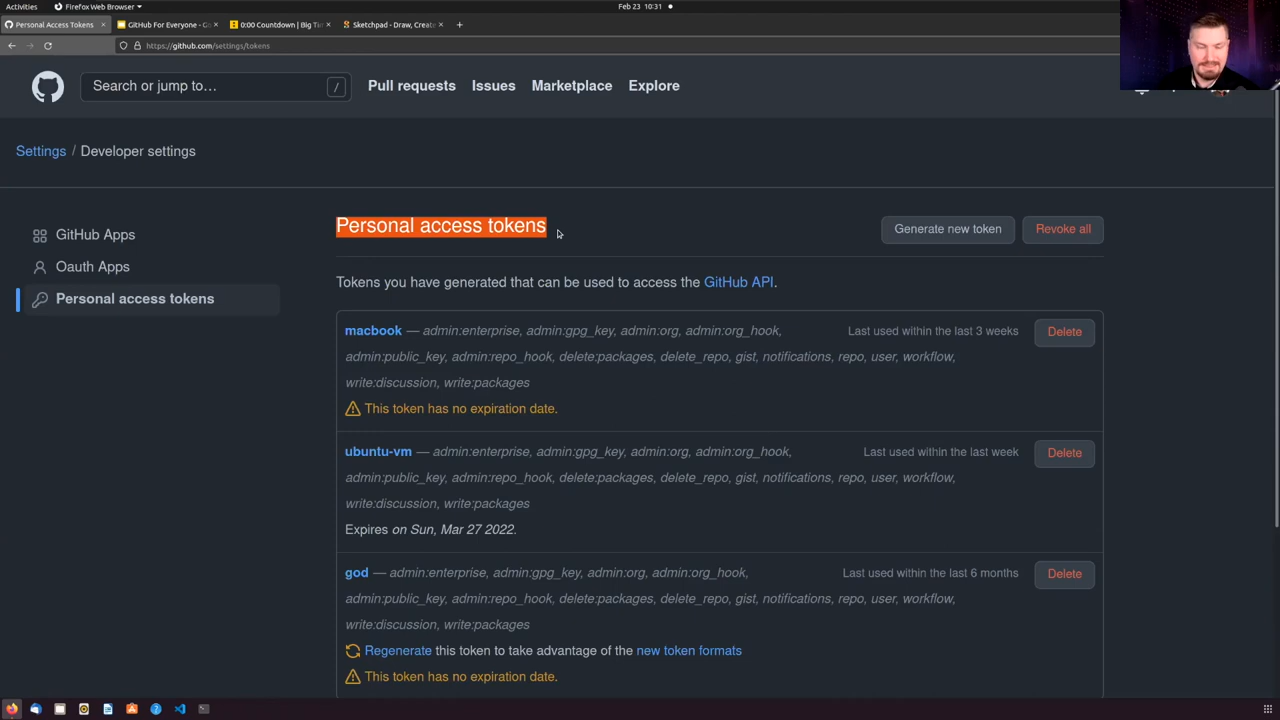 Activities
Firefox Web Browser
Feb 23 10:31
Personal Access Tokens
GitHub For Everyone - Go
0:00 Countdown | Big Ti
Sketchpad - Draw, Create
https://github.com/settings/tokens
Search or jump to…
/
Pull requests
Issues
Marketplace
Explore
Settings / Developer settings
GitHub Apps
Oauth Apps
Personal access tokens
Personal access tokens
Generate new token
Revoke all
Tokens you have generated that can be used to access the GitHub API.
macbook — admin:enterprise, admin:gpg_key, admin:org, admin:org_hook,
admin:public_key, admin:repo_hook, delete:packages, delete_repo, gist, notifications, repo, user, workflow,
write:discussion, write:packages
Last used within the last 3 weeks
Delete
This token has no expiration date.
ubuntu-vm — admin:enterprise, admin:gpg_key, admin:org, admin:org_hook,
admin:public_key, admin:repo_hook, delete:packages, delete_repo, gist, notifications, repo, user, workflow,
write:discussion, write:packages
Last used within the last week
Delete
Expires on Sun, Mar 27 2022.
god — admin:enterprise, admin:gpg_key, admin:org, admin:org_hook,
admin:public_key, admin:repo_hook, delete:packages, delete_repo, gist, notifications, repo, user, workflow,
write:discussion, write:packages
Last used within the last 6 months
Delete
Regenerate this token to take advantage of the new token formats
This token has no expiration date.